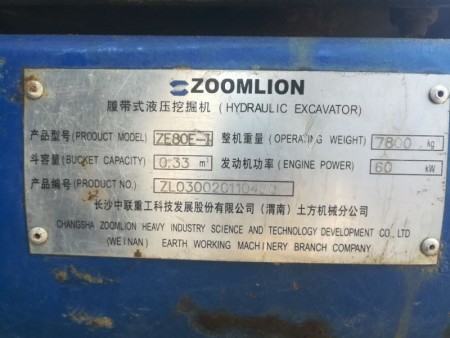 ZOOMLION
履带式液压挖掘机 (HYDRAULIC EXCAVATOR)
产品型号(PRODUCT MODEL) ZE80E-1 整机重量 (OPERATING WEIGHT) 7800 kg
斗容量(BUCKET CAPACITY) 0.33 m³ 发动机功率(ENGINE POWER) 60 kW
产品编号(PRODUCT NO.)
长沙中联重工科技发展股份有限公司 (渭南) 土方机械分公司
CHANGSHA ZOOMLION HEAVY INDUSTRY SCIENCE AND TECHNOLOGY DEVELOPMENT CO., LTD
(WEINAN) EARTH WORKING MACHINERY BRANCH COMPANY